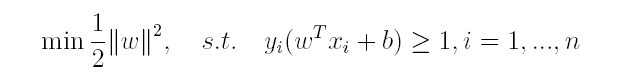 min 1/2 ||w||², s.t. yᵢ(wᵀxᵢ + b) ≥ 1, i = 1, ..., n